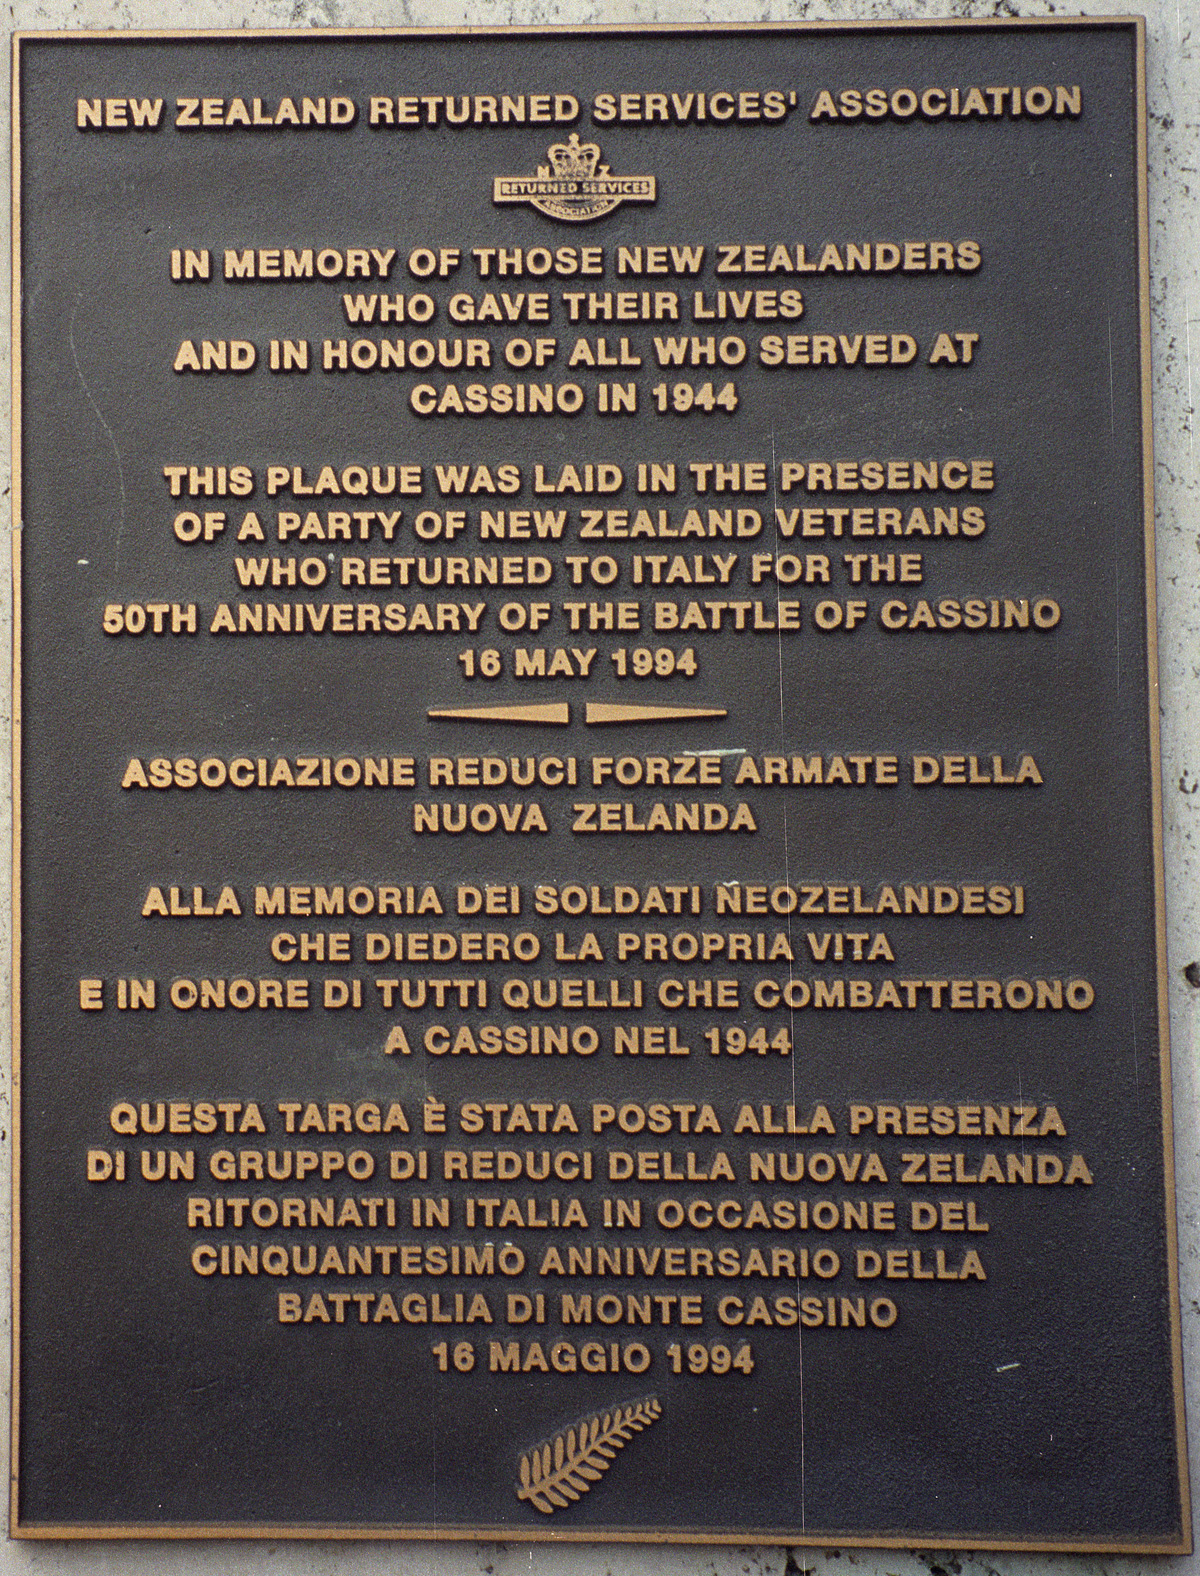 NEW ZEALAND RETURNED SERVICES' ASSOCIATION
N Z
RETURNED SERVICES
ASSOCIATION
IN MEMORY OF THOSE NEW ZEALANDERS
WHO GAVE THEIR LIVES
AND IN HONOUR OF ALL WHO SERVED AT
CASSINO IN 1944
THIS PLAQUE WAS LAID IN THE PRESENCE
OF A PARTY OF NEW ZEALAND VETERANS
WHO RETURNED TO ITALY FOR THE
50TH ANNIVERSARY OF THE BATTLE OF CASSINO
16 MAY 1994
ASSOCIAZIONE REDUCI FORZE ARMATE DELLA
NUOVA ZELANDA
ALLA MEMORIA DEI SOLDATI NEOZELANDESI
CHE DIEDERO LA PROPRIA VITA
E IN ONORE DI TUTTI QUELLI CHE COMBATTERONO
A CASSINO NEL 1944
QUESTA TARGA È STATA POSTA ALLA PRESENZA
DI UN GRUPPO DI REDUCI DELLA NUOVA ZELANDA
RITORNATI IN ITALIA IN OCCASIONE DEL
CINQUANTESIMO ANNIVERSARIO DELLA
BATTAGLIA DI MONTE CASSINO
16 MAGGIO 1994